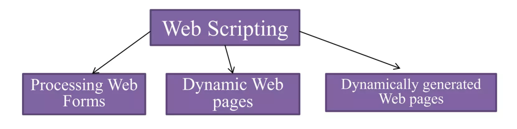 Web Scripting
Processing Web
Forms
Dynamic Web
pages
Dynamically generated
Web pages